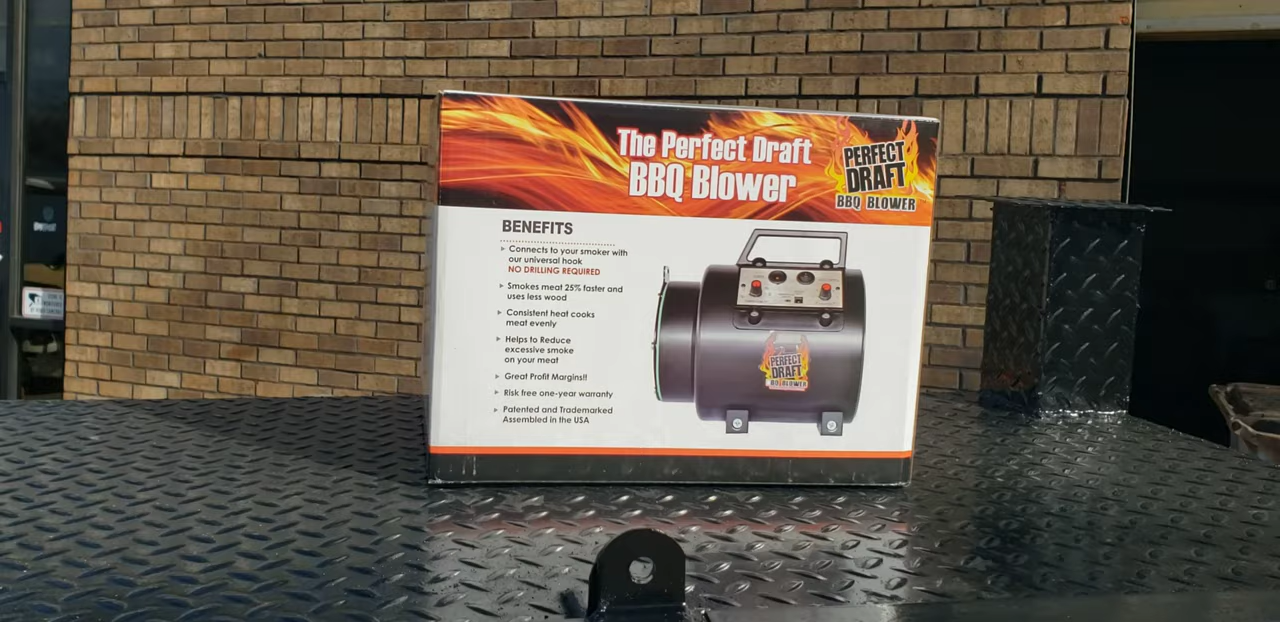 The Perfect Draft
BBQ Blower
PERFECT
DRAFT
BBQ BLOWER
BENEFITS
Connects to your smoker with
our universal hook
NO DRILLING REQUIRED
Smokes meat 25% faster and
uses less wood
Consistent heat cooks
meat evenly
Helps to Reduce
excessive smoke
on your meat
Great Profit Margins!!
Risk free one-year warranty
Patented and Trademarked
Assembled in the USA
PERFECT
DRAFT
BBQ BLOWER